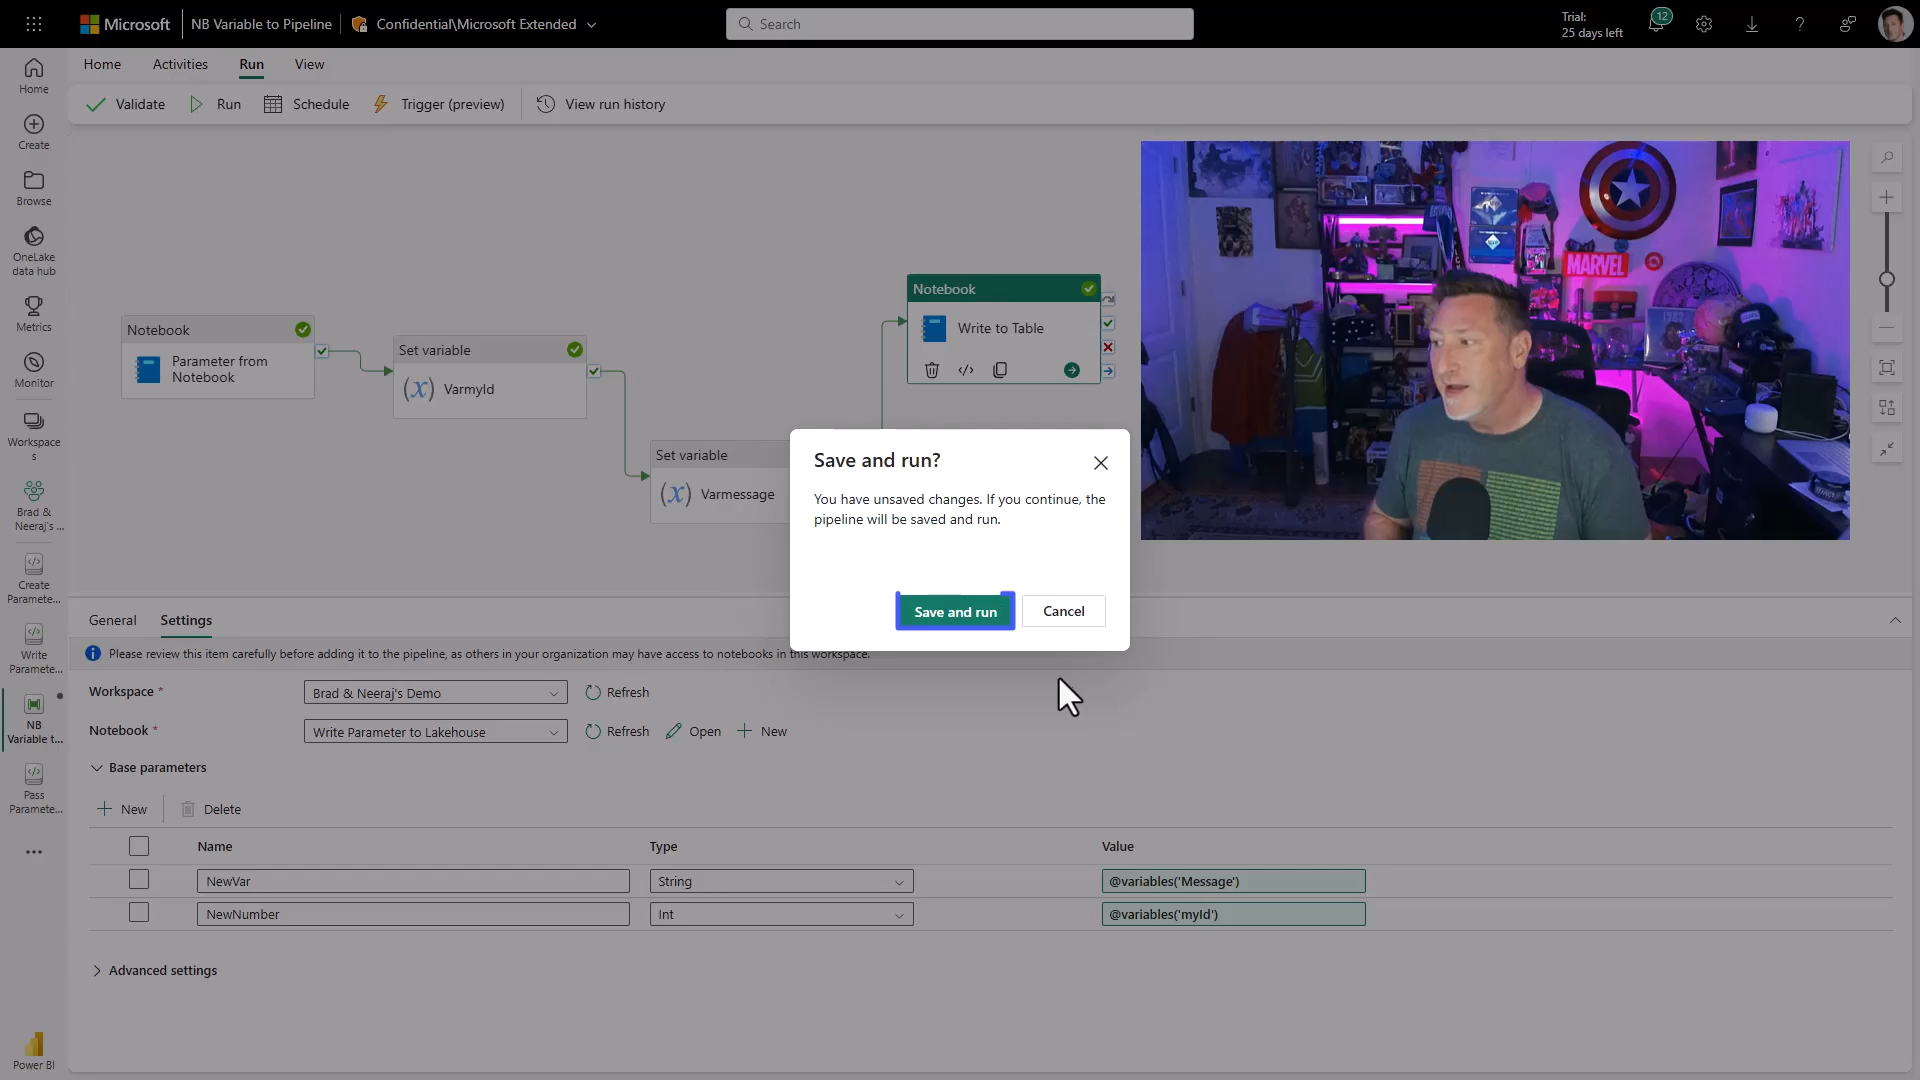 Microsoft
NB Variable to Pipeline
Confidential\Microsoft Extended
Search
Trial:
25 days left
12
Home
Activities
Run
View
Validate
Run
Schedule
Trigger (preview)
View run history
Home
Create
Browse
OneLake
data hub
Metrics
Monitor
Workspace
s
Brad &
Neeraj's ...
Create
Paramete...
Write
Paramete...
NB
Variable t...
Pass
Paramete...
Power BI
Notebook
Parameter from
Notebook
Set variable
(x)
VarmyId
Set variable
(x)
Varmessage
Notebook
Write to Table
MARVEL
Save and run?
You have unsaved changes. If you continue, the
pipeline will be saved and run.
Save and run
Cancel
General
Settings
Please review this item carefully before adding it to the pipeline, as others in your organization may have access to notebooks in this workspace.
Workspace *
Brad & Neeraj's Demo
Refresh
Notebook *
Write Parameter to Lakehouse
Refresh
Open
New
Base parameters
New
Delete
Name
Type
Value
NewVar
String
@variables('Message')
NewNumber
Int
@variables('myId')
Advanced settings